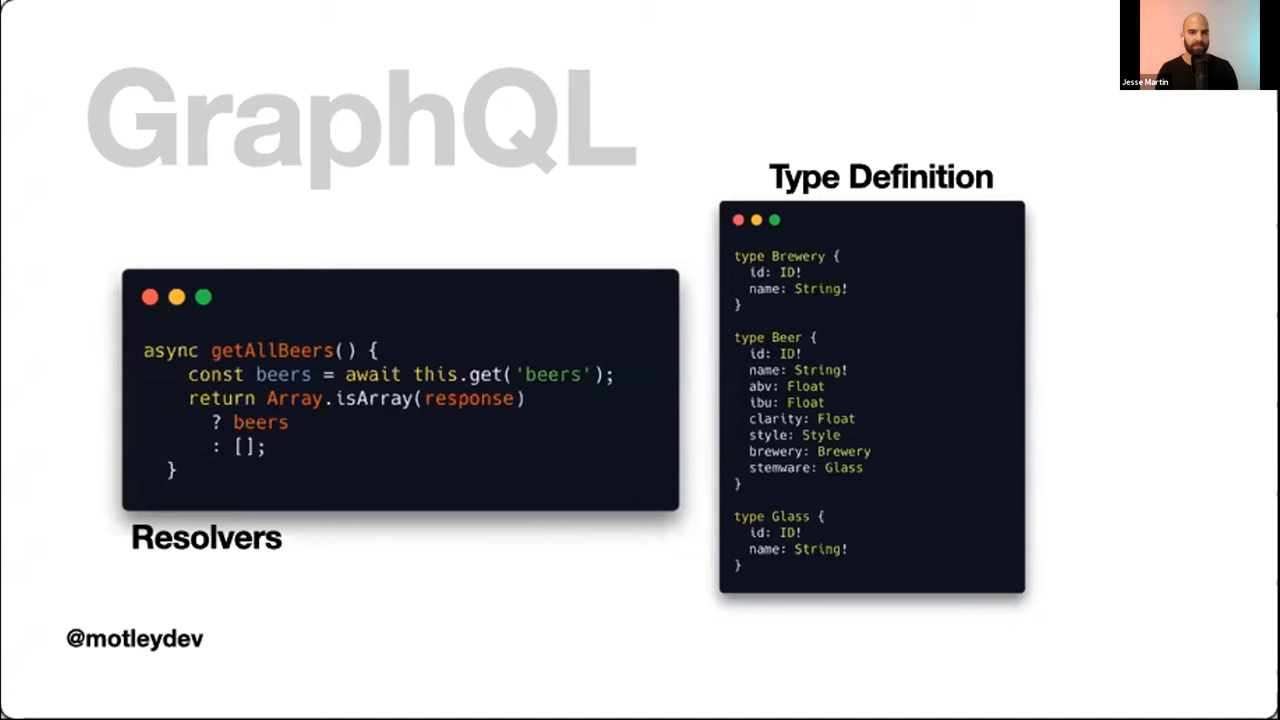 GraphQL
Jesse Martin
Type Definition
type Brewery {
id: ID!
name: String!
}
type Beer {
id: ID!
name: String!
abv: Float
ibu: Float
clarity: Float
style: Style
brewery: Brewery
stemware: Glass
}
type Glass {
id: ID!
name: String!
}
async getAllBeers() {
const beers = await this.get('beers');
return Array.isArray(response)
? beers
: [];
}
Resolvers
@motleydev